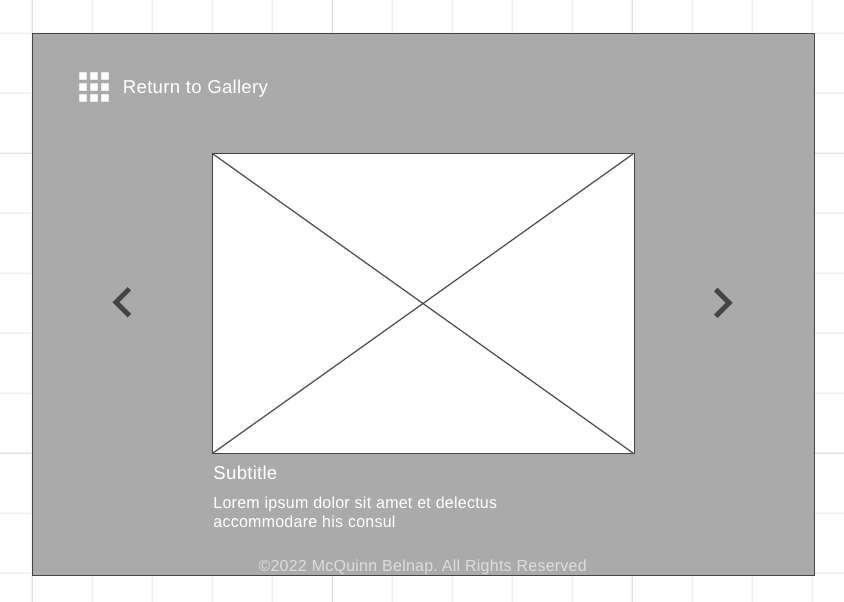 Return to Gallery
Subtitle
Lorem ipsum dolor sit amet et delectus
accommodare his consul
©2022 McQuinn Belnap. All Rights Reserved